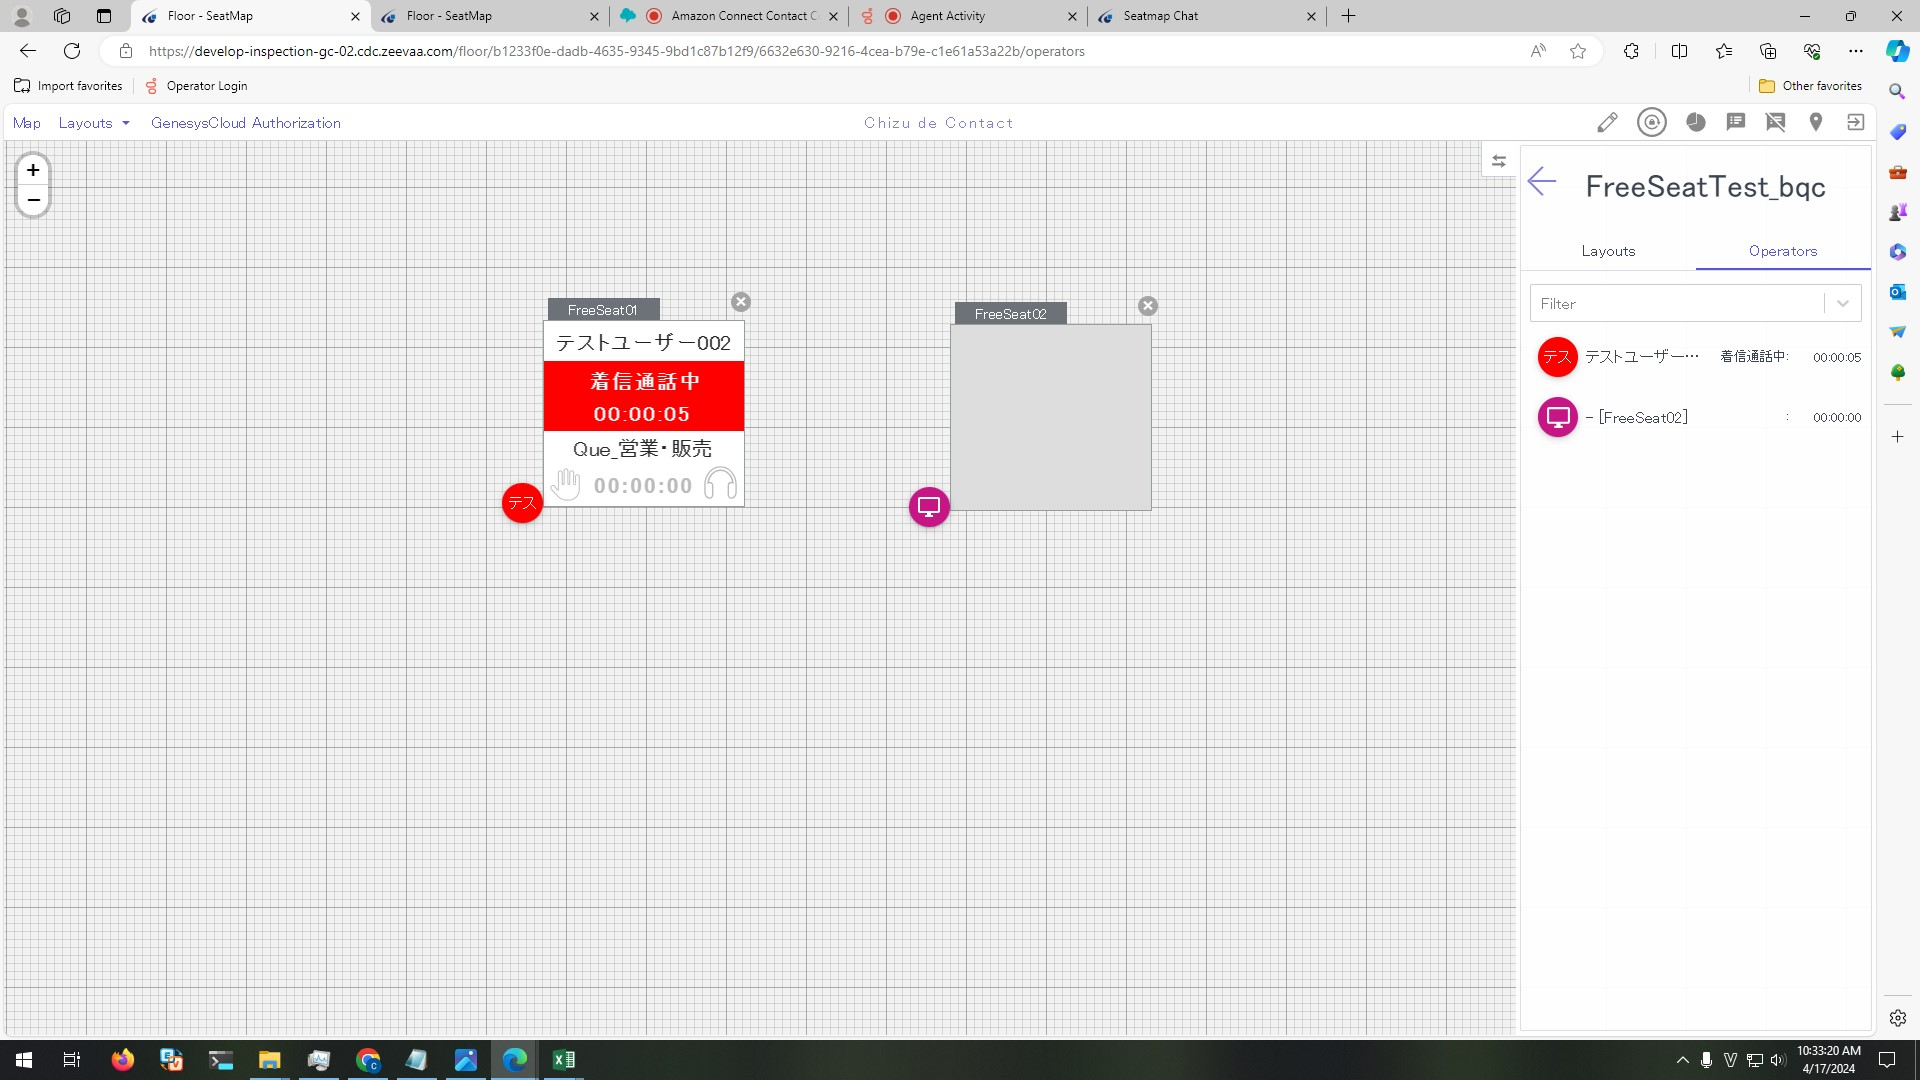 Floor - SeatMap
Floor - SeatMap
Amazon Connect Contact C
Agent Activity
Seatmap Chat
https://develop-inspection-gc-02.cdc.zeevaa.com/floor/b1233f0e-dadb-4635-9345-9bd1c87b12f9/6632e630-9216-4cea-b79e-c1e61a53a22b/operators
Import favorites
Operator Login
Other favorites
Map
Layouts
GenesysCloud Authorization
Chizu de Contact
+
−
FreeSeat01
テストユーザー002
着信通話中
00:00:05
Que_営業・販売
00:00:00
テス
FreeSeat02
FreeSeatTest_bqc
Layouts
Operators
Filter
テス テストユーザー… 着信通話中: 00:00:05
- [FreeSeat02] : 00:00:00
10:33:20 AM
4/17/2024